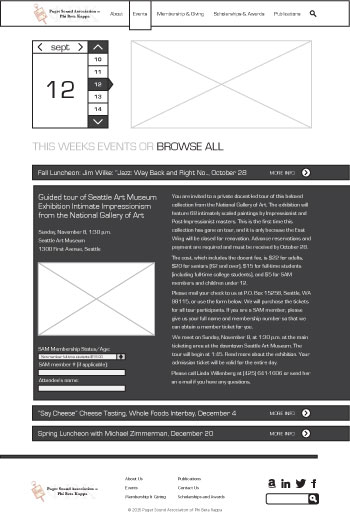 Puget Sound Association of
Phi Beta Kappa
About
Events
Membership & Giving
Scholarships & Awards
Publications
sept
12
10
11
12
13
14
THIS WEEKS EVENTS OR BROWSE ALL
Fall Luncheon: Jim Wilke: "Jazz: Way Back and Right No., October 28
MORE INFO
Guided tour of Seattle Art Museum
Exhibition Intimate Impressionism
from the National Gallery of Art
Sunday, November 8, 1:30 p.m.
Seattle Art Museum
1300 First Avenue, Seattle
SAM Membership Status/Age:
SAM member # (if applicable):
Attendee's name:
You are invited to a private docent-led tour of this beloved
collection from the National Gallery of Art. The exhibition will
feature 68 intimately scaled paintings by Impressionist and
Post-Impressionist masters. This is the first time this
collection has gone on tour, and it is only because the East
Wing will be closed for renovation. Advance reservations and
payment are required and must be received by October 28.
The cost, which includes the docent fee, is $22 for adults,
$20 for seniors (62 and over), $15 for full-time students
(including full-time college students), and $5 for SAM
members and children under 12.
Please mail your check to us at P.O. Box 15258, Seattle, WA
98115, or use the form below. We will purchase the tickets
for all tour participants. If you are a SAM member, please
give us your full name and membership number so that we
can obtain a member ticket for you.
We meet on Sunday, November 8, at 1:30 p.m. at the main
ticketing area at the downtown Seattle Art Museum. The
tour will begin at 1:45. Read more about the exhibition. Your
admission ticket will be valid for the entire day.
Please call Linda Willenberg at (425) 641-1006 or send her
an e-mail if you have any questions.
"Say Cheese" Cheese Tasting, Whole Foods Interbay, December 4
MORE INFO
Spring Luncheon with Michael Zimmerman, December 20
MORE INFO
Puget Sound Association of
Phi Beta Kappa
About Us
Events
Membership & Giving
Publications
Contact Us
Scholarships and Awards
© 2015 Puget Sound Association of Phi Beta Kappa